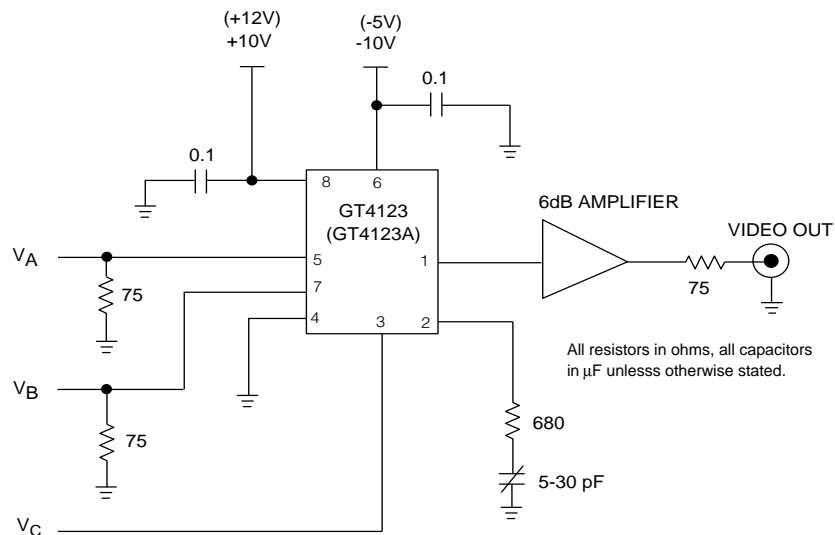 (+12V)
+10V
(-5V)
-10V
0.1
0.1
8
6
GT4123
(GT4123A)
6dB AMPLIFIER
VIDEO OUT
VA
5
1
75
7
75
4
3
2
All resistors in ohms, all capacitors
in μF unlesss otherwise stated.
VB
75
680
5-30 pF
VC